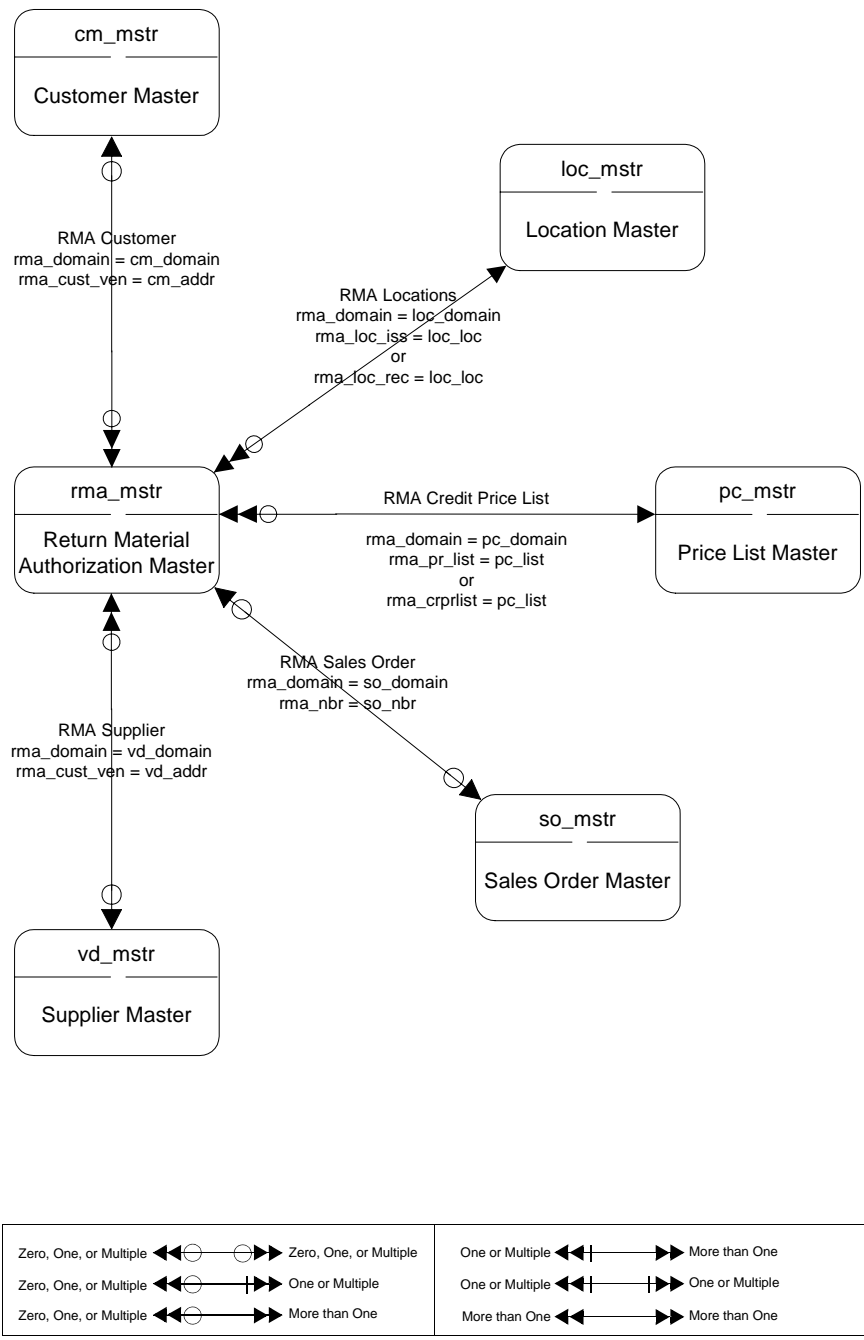 cm_mstr
Customer Master
loc_mstr
Location Master
RMA Customer
rma_domain = cm_domain
rma_cust_ven = cm_addr
RMA Locations
rma_domain = loc_domain
rma_loc_iss = loc_loc
or
rma_loc_rec = loc_loc
rma_mstr
Return Material
Authorization Master
RMA Credit Price List
rma_domain = pc_domain
rma_pr_list = pc_list
or
rma_crprlist = pc_list
pc_mstr
Price List Master
RMA Sales Order
rma_domain = so_domain
rma_nbr = so_nbr
RMA Supplier
rma_domain = vd_domain
rma_cust_ven = vd_addr
so_mstr
Sales Order Master
vd_mstr
Supplier Master
Zero, One, or Multiple Zero, One, or Multiple
Zero, One, or Multiple One or Multiple
Zero, One, or Multiple More than One
One or Multiple More than One
One or Multiple One or Multiple
More than One More than One